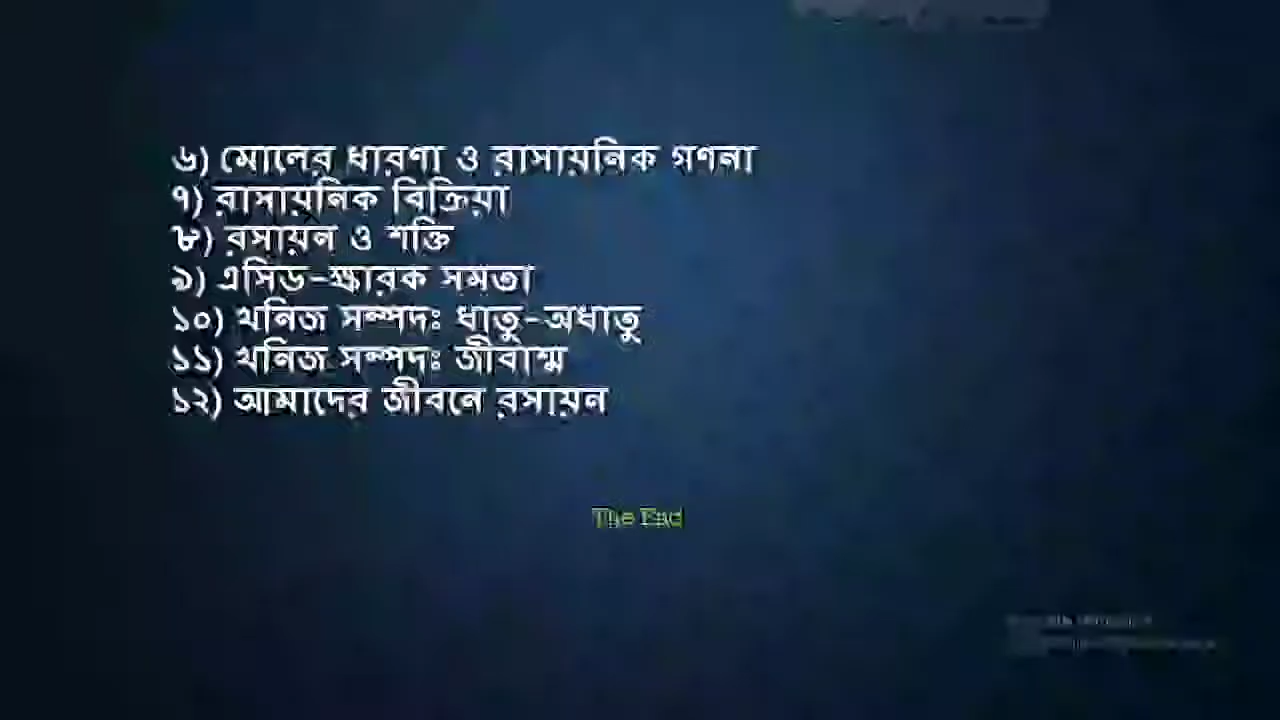 ৬) মোলের ধারণা ও রাসায়নিক গণনা
৭) রাসায়নিক বিক্রিয়া
৮) রসায়ন ও শক্তি
৯) এসিড-ক্ষারক সমতা
১০) খনিজ সম্পদঃ ধাতু-অধাতু
১১) খনিজ সম্পদঃ জীবাশ্ম
১২) আমাদের জীবনে রসায়ন
The End